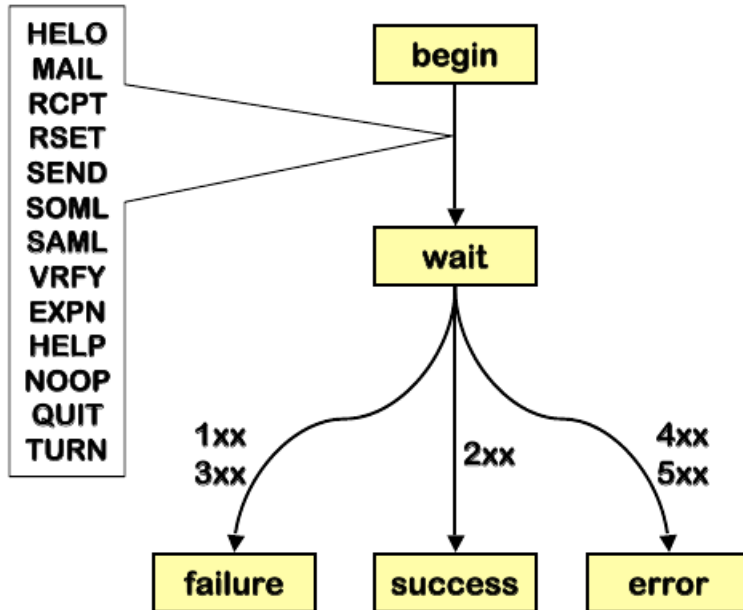 HELO
MAIL
RCPT
RSET
SEND
SOML
SAML
VRFY
EXPN
HELP
NOOP
QUIT
TURN
begin
wait
1xx
3xx
2xx
4xx
5xx
failure
success
error